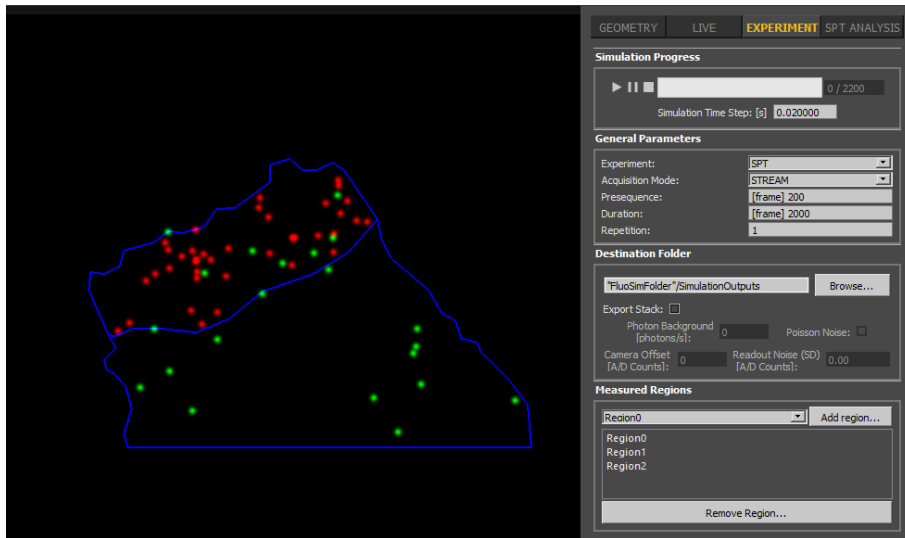 GEOMETRY LIVE EXPERIMENT SPT ANALYSIS
Simulation Progress
0 / 2200
Simulation Time Step: [s] 0.020000
General Parameters
Experiment: SPT
Acquisition Mode: STREAM
Presequence: [frame] 200
Duration: [frame] 2000
Repetition: 1
Destination Folder
"FluoSimFolder"/SimulationOutputs Browse...
Export Stack:
Photon Background [photons/s]: 0 Poisson Noise:
Camera Offset [A/D Counts]: 0 Readout Noise (SD) [A/D Counts]: 0.00
Measured Regions
Region0 Add region...
Region0
Region1
Region2
Remove Region...